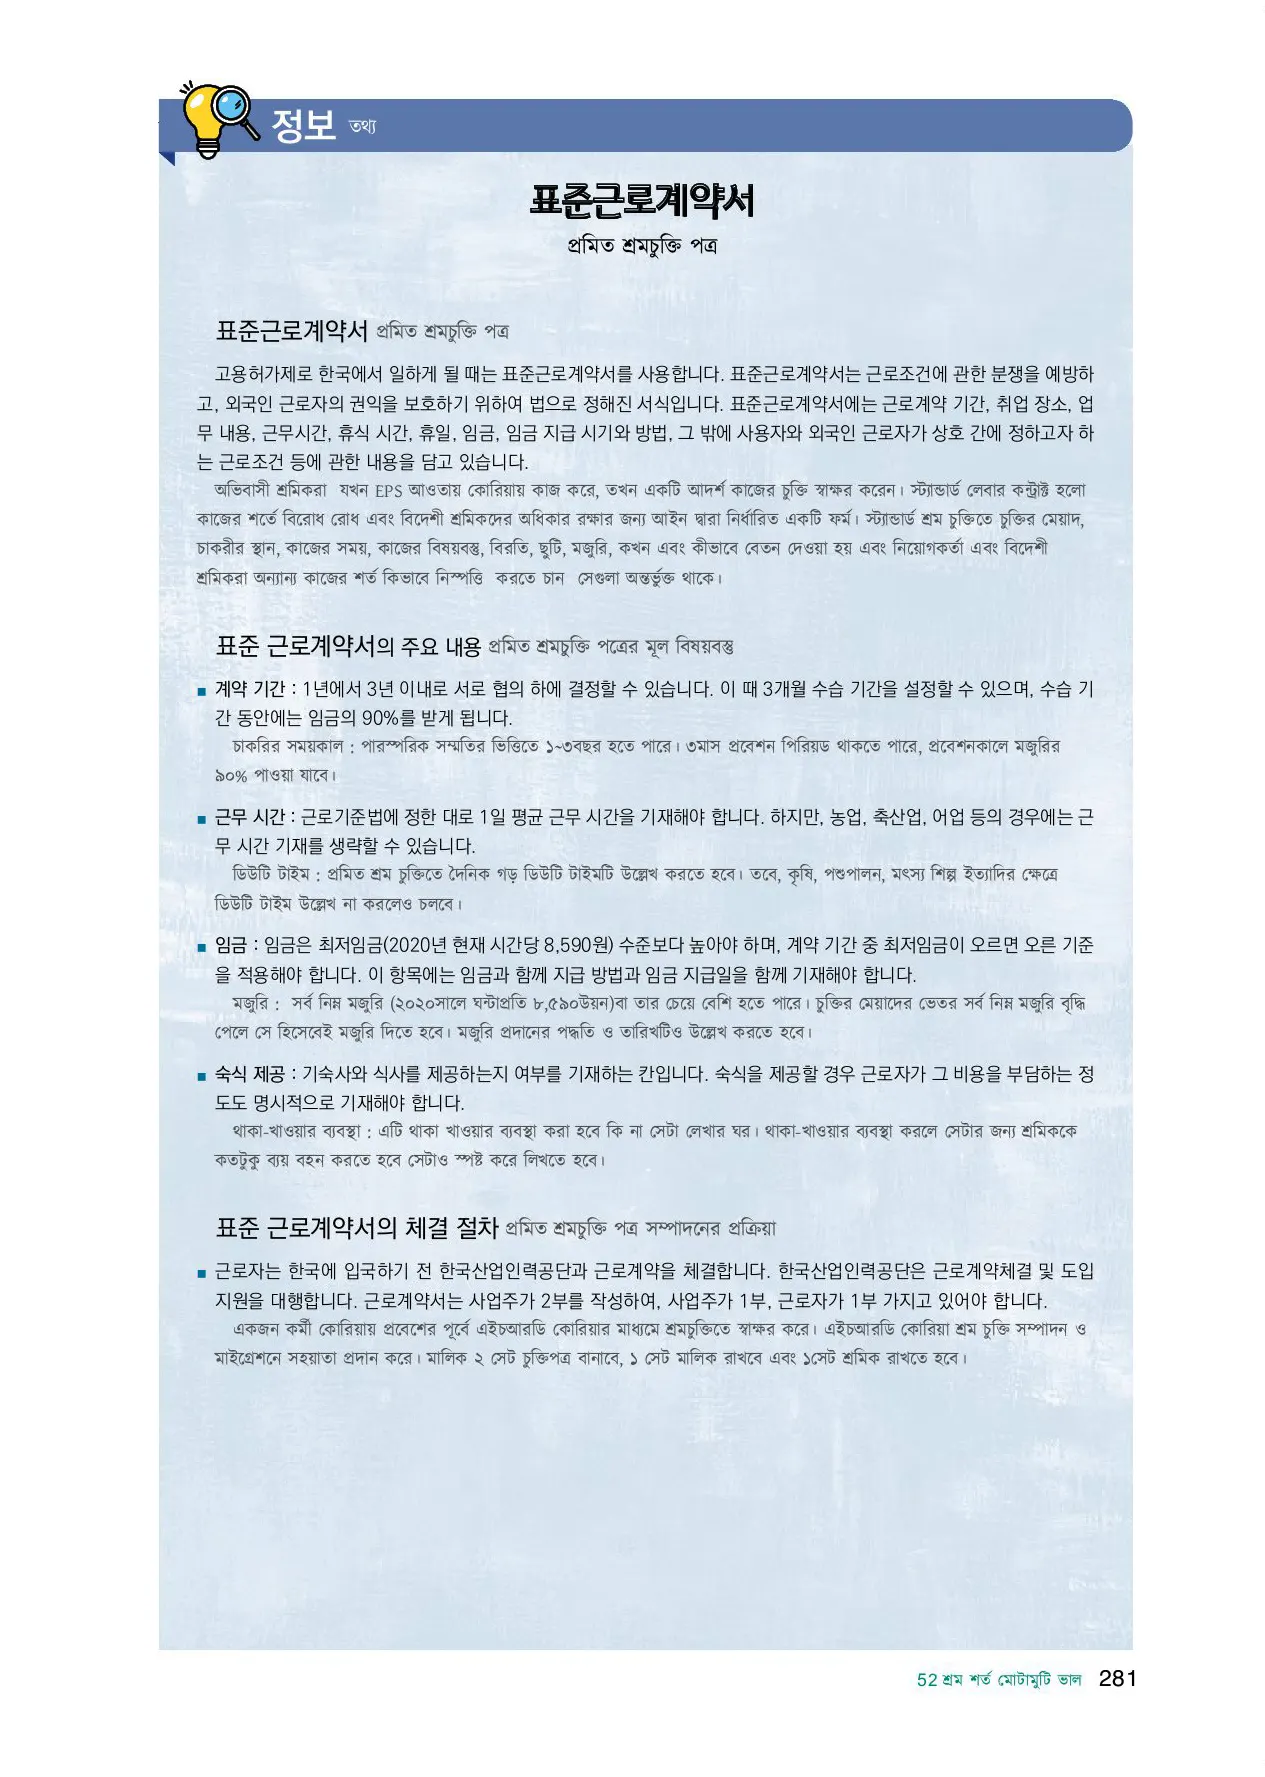 정보 তথ্য
표준근로계약서
প্রমিত শ্রমচুক্তি পত্র
표준근로계약서 প্রমিত শ্রমচুক্তি পত্র
고용허가제로 한국에서 일하게 될 때는 표준근로계약서를 사용합니다. 표준근로계약서는 근로조건에 관한 분쟁을 예방하
고, 외국인 근로자의 권익을 보호하기 위하여 법으로 정해진 서식입니다. 표준근로계약서에는 근로계약 기간, 취업 장소, 업
무 내용, 근무시간, 휴식 시간, 휴일, 임금, 임금 지급 시기와 방법, 그 밖에 사용자와 외국인 근로자가 상호 간에 정하고자 하
는 근로조건 등에 관한 내용을 담고 있습니다.
অভিবাসী শ্রমিকরা যখন EPS আওতায় কোরিয়ায় কাজ করে, তখন একটি আদর্শ কাজের চুক্তি স্বাক্ষর করেন। স্ট্যান্ডার্ড লেবার কন্ট্রাক্ট হলো
কাজের শর্তে বিরোধ রোধ এবং বিদেশী শ্রমিকদের অধিকার রক্ষার জন্য আইন দ্বারা নির্ধারিত একটি ফর্ম। স্ট্যান্ডার্ড শ্রম চুক্তিতে চুক্তির মেয়াদ,
চাকরীর স্থান, কাজের সময়, কাজের বিষয়বস্তু, বিরতি, ছুটি, মজুরি, কখন এবং কীভাবে বেতন দেওয়া হয় এবং নিয়োগকর্তা এবং বিদেশী
শ্রমিকরা অন্যান্য কাজের শর্ত কিভাবে নিস্পত্তি করতে চান সেগুলা অন্তর্ভুক্ত থাকে।
표준 근로계약서의 주요 내용 প্রমিত শ্রমচুক্তি পত্রের মূল বিষয়বস্তু
■ 계약 기간 : 1년에서 3년 이내로 서로 협의 하에 결정할 수 있습니다. 이 때 3개월 수습 기간을 설정할 수 있으며, 수습 기
간 동안에는 임금의 90%를 받게 됩니다.
চাকরির সময়কাল : পারস্পরিক সম্মতির ভিত্তিতে ১~৩বছর হতে পারে। ৩মাস প্রবেশন পিরিয়ড থাকতে পারে, প্রবেশনকালে মজুরির
৯০% পাওয়া যাবে।
■ 근무 시간 : 근로기준법에 정한 대로 1일 평균 근무 시간을 기재해야 합니다. 하지만, 농업, 축산업, 어업 등의 경우에는 근
무 시간 기재를 생략할 수 있습니다.
ডিউটি টাইম : প্রমিত শ্রম চুক্তিতে দৈনিক গড় ডিউটি টাইমটি উল্লেখ করতে হবে। তবে, কৃষি, পশুপালন, মৎস্য শিল্প ইত্যাদির ক্ষেত্রে
ডিউটি টাইম উল্লেখ না করলেও চলবে।
■ 임금 : 임금은 최저임금(2020년 현재 시간당 8,590원) 수준보다 높아야 하며, 계약 기간 중 최저임금이 오르면 오른 기준
을 적용해야 합니다. 이 항목에는 임금과 함께 지급 방법과 임금 지급일을 함께 기재해야 합니다.
মজুরি : সর্ব নিম্ন মজুরি (২০২০সালে ঘন্টাপ্রতি ৮,৫৯০উয়ন)বা তার চেয়ে বেশি হতে পারে। চুক্তির মেয়াদের ভেতর সর্ব নিম্ন মজুরি বৃদ্ধি
পেলে সে হিসেবেই মজুরি দিতে হবে। মজুরি প্রদানের পদ্ধতি ও তারিখটিও উল্লেখ করতে হবে।
■ 숙식 제공 : 기숙사와 식사를 제공하는지 여부를 기재하는 칸입니다. 숙식을 제공할 경우 근로자가 그 비용을 부담하는 정
도도 명시적으로 기재해야 합니다.
থাকা-খাওয়ার ব্যবস্থা : এটি থাকা খাওয়ার ব্যবস্থা করা হবে কি না সেটা লেখার ঘর। থাকা-খাওয়ার ব্যবস্থা করলে সেটার জন্য শ্রমিককে
কতটুকু ব্যয় বহন করতে হবে সেটাও স্পষ্ট করে লিখতে হবে।
표준 근로계약서의 체결 절차 প্রমিত শ্রমচুক্তি পত্র সম্পাদনের প্রক্রিয়া
■ 근로자는 한국에 입국하기 전 한국산업인력공단과 근로계약을 체결합니다. 한국산업인력공단은 근로계약체결 및 도입
지원을 대행합니다. 근로계약서는 사업주가 2부를 작성하여, 사업주가 1부, 근로자가 1부 가지고 있어야 합니다.
একজন কর্মী কোরিয়ায় প্রবেশের পূর্বে এইচআরডি কোরিয়ার মাধ্যমে শ্রমচুক্তিতে স্বাক্ষর করে। এইচআরডি কোরিয়া শ্রম চুক্তি সম্পাদন ও
মাইগ্রেশনে সহয়াতা প্রদান করে। মালিক ২ সেট চুক্তিপত্র বানাবে, ১ সেট মালিক রাখবে এবং ১সেট শ্রমিক রাখতে হবে।
52 শ্রম শর্ত মোটামুটি ভাল 281